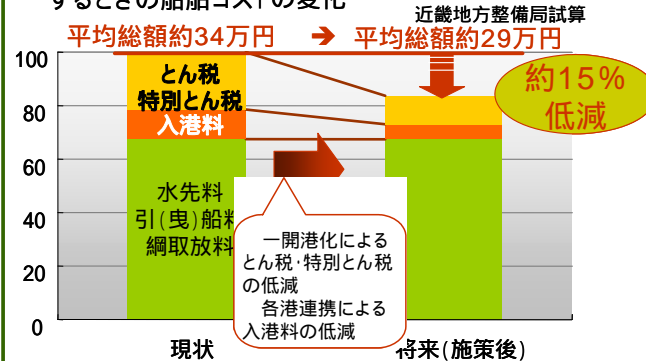 するときの船舶コスト の変化
近畿地方整備局試算
平均総額約34万円 ➔ 平均総額約29万円
約15%
低減
100
80
60
40
20
0
とん税
特別とん税
入港料
水先料
引(曳)船料
綱取放料
一開港化による
とん税・特別とん税
の低減
各港連携による
入港料の低減
現状
将来(施策後)